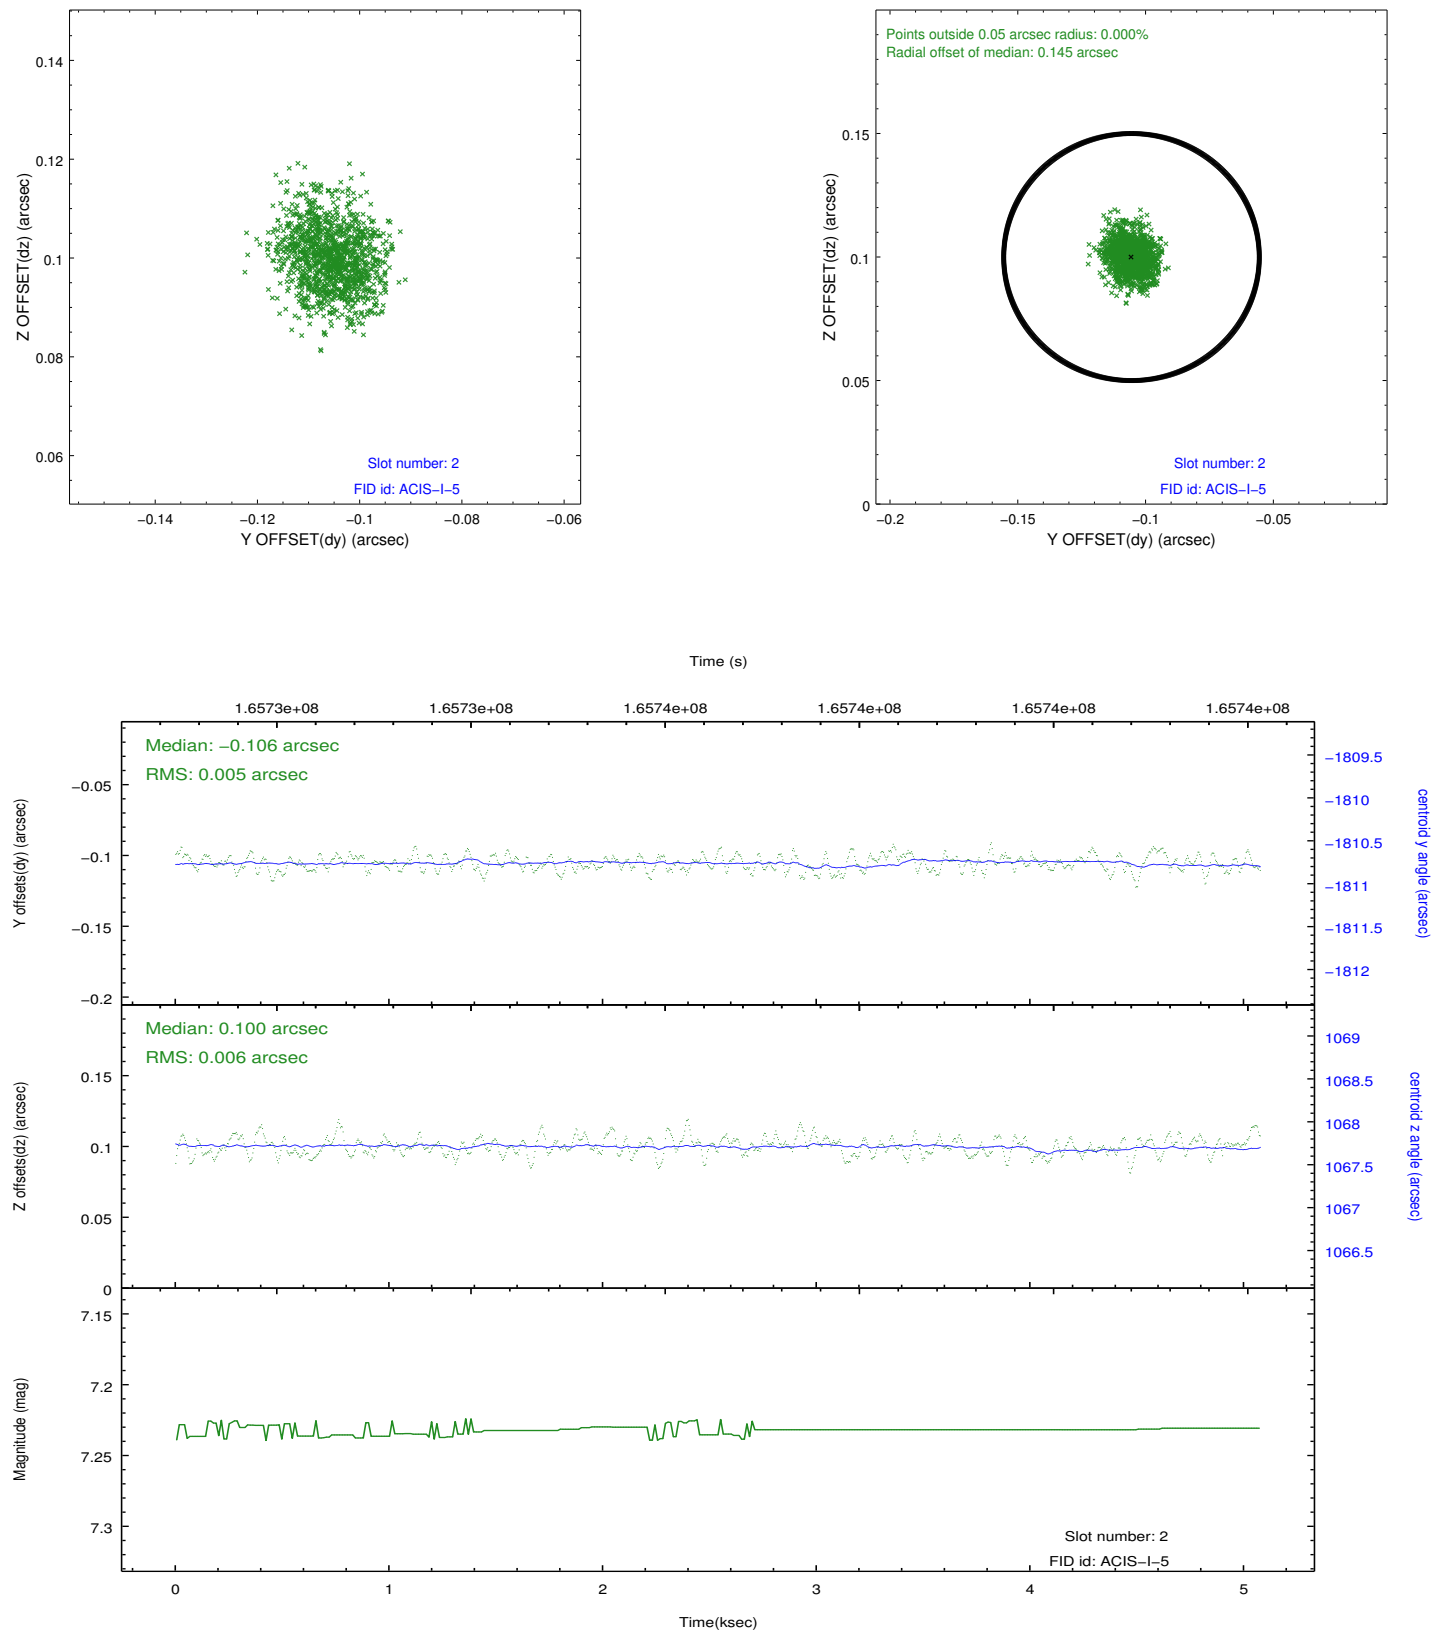 0.14
0.12
0.1
0.08
0.06
Z OFFSET(dz) (arcsec)
Slot number: 2
FID id: ACIS−I−5
−0.14
−0.12
−0.1
−0.08
−0.06
Y OFFSET(dy) (arcsec)
Points outside 0.05 arcsec radius: 0.000%
Radial offset of median: 0.145 arcsec
0.15
0.1
0.05
0
Z OFFSET(dz) (arcsec)
Slot number: 2
FID id: ACIS−I−5
−0.2
−0.15
−0.1
−0.05
Y OFFSET(dy) (arcsec)
Time (s)
1.6573e+08
1.6573e+08
1.6574e+08
1.6574e+08
1.6574e+08
1.6574e+08
Median: −0.106 arcsec
RMS: 0.005 arcsec
−0.05
−0.1
−0.15
−0.2
Y offsets(dy) (arcsec)
−1809.5
−1810
−1810.5
−1811
−1811.5
−1812
centroid y angle (arcsec)
Median: 0.100 arcsec
RMS: 0.006 arcsec
0.15
0.1
0.05
0
Z offsets(dz) (arcsec)
1069
1068.5
1068
1067.5
1067
1066.5
centroid z angle (arcsec)
7.15
7.2
7.25
7.3
Magnitude (mag)
Slot number: 2
FID id: ACIS−I−5
0
1
2
3
4
5
Time(ksec)